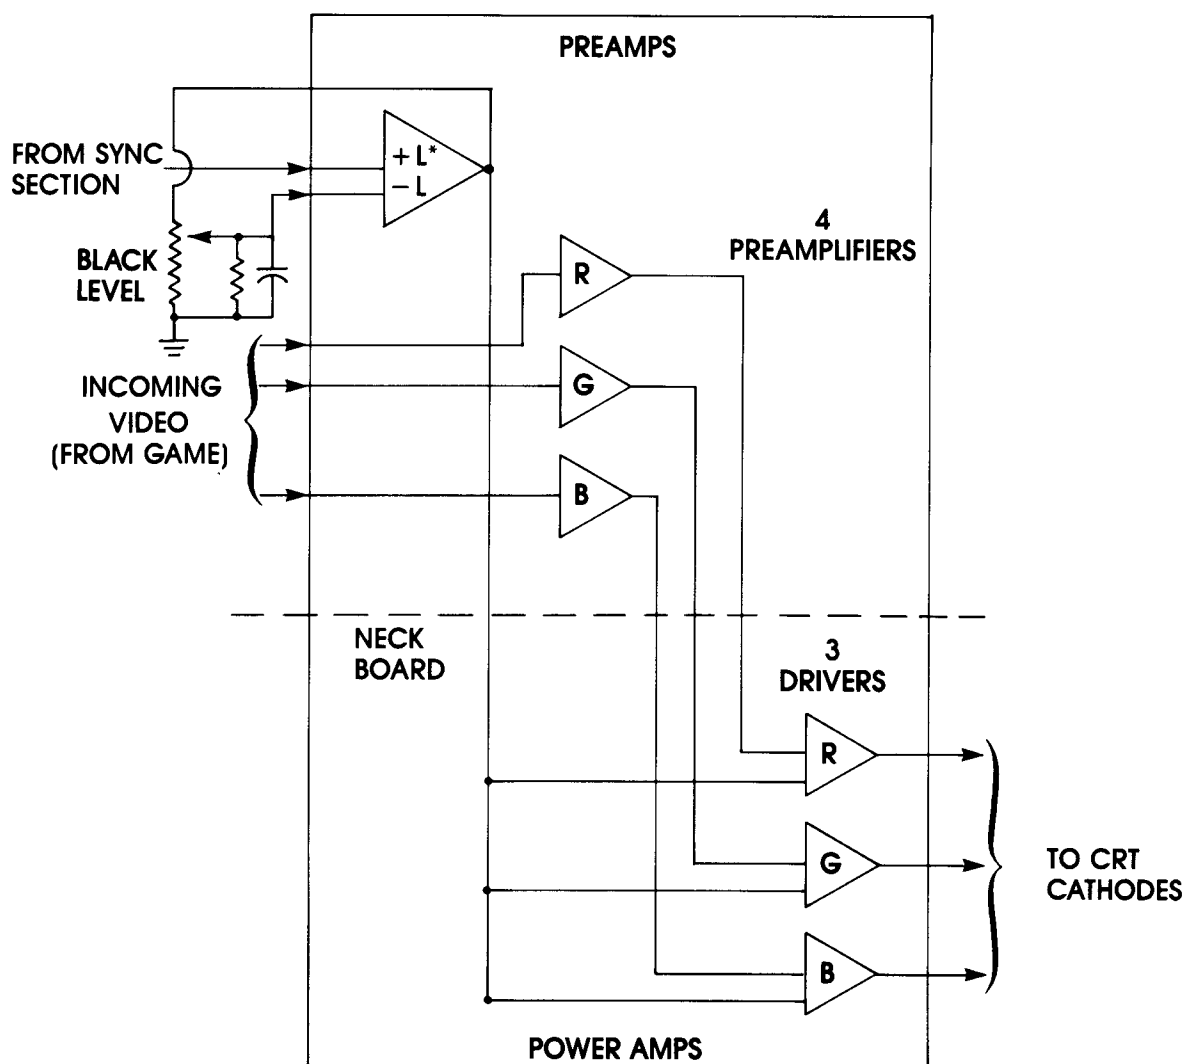 PREAMPS
FROM SYNC
SECTION
+ L*
− L
BLACK
LEVEL
4
PREAMPLIFIERS
R
INCOMING
VIDEO
(FROM GAME)
G
B
NECK
BOARD
3
DRIVERS
R
G
B
TO CRT
CATHODES
POWER AMPS